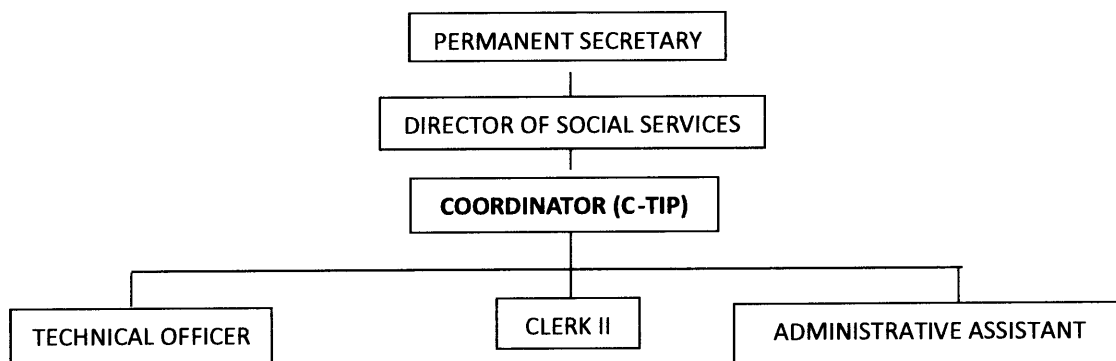 PERMANENT SECRETARY
DIRECTOR OF SOCIAL SERVICES
COORDINATOR (C-TIP)
TECHNICAL OFFICER
CLERK II
ADMINISTRATIVE ASSISTANT